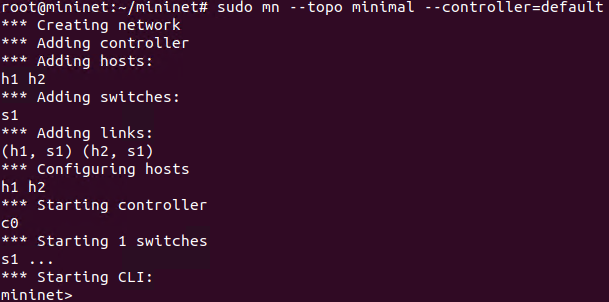 root@mininet:~/mininet# sudo mn --topo minimal --controller=default
*** Creating network
*** Adding controller
*** Adding hosts:
h1 h2
*** Adding switches:
s1
*** Adding links:
(h1, s1) (h2, s1)
*** Configuring hosts
h1 h2
*** Starting controller
c0
*** Starting 1 switches
s1 ...
*** Starting CLI:
mininet>